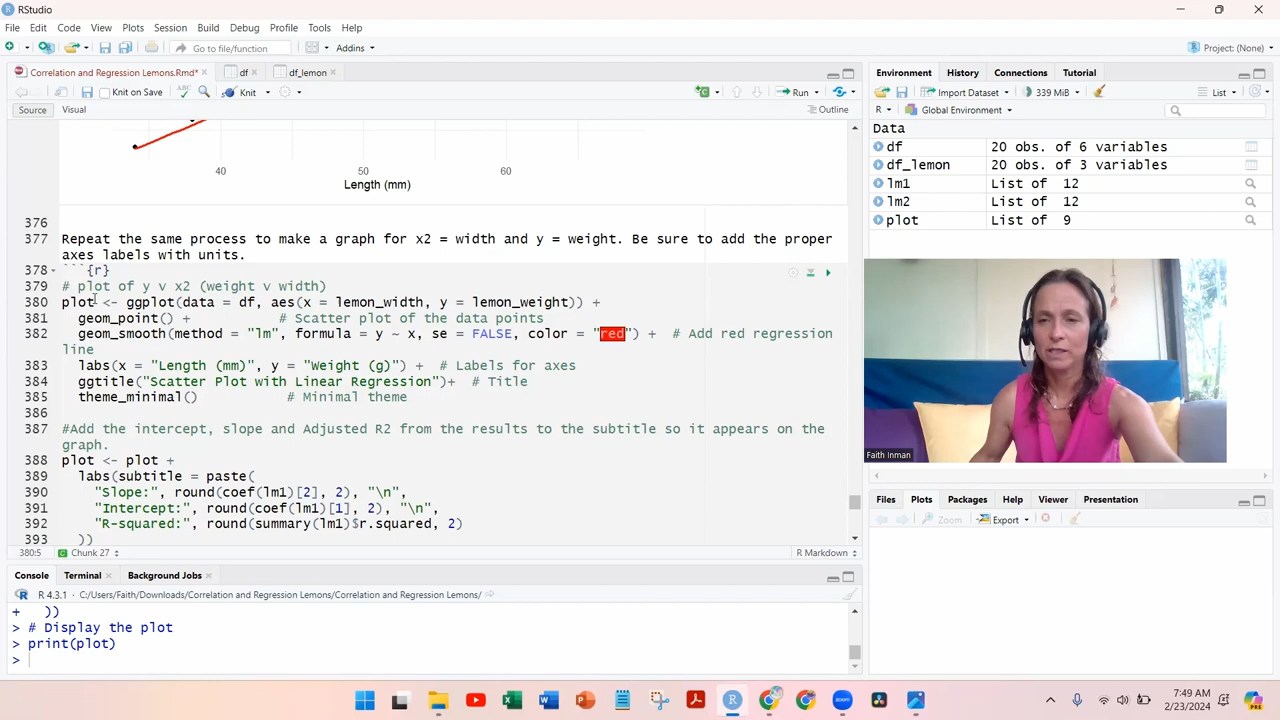 RStudio
File Edit Code View Plots Session Build Debug Profile Tools Help
Go to file/function Addins Project: (None)
Correlation and Regression Lemons.Rmd* df df_lemon
Knit on Save ABC Knit Run
Source Visual Outline
40 50 60
Length (mm)
376
377 Repeat the same process to make a graph for x2 = width and y = weight. Be sure to add the proper
axes labels with units.
378 ```{r}
379 # plot of y v x2 (weight v width)
380 plot <- ggplot(data = df, aes(x = lemon_width, y = lemon_weight)) +
381 geom_point() + # Scatter plot of the data points
382 geom_smooth(method = "lm", formula = y ~ x, se = FALSE, color = "red") + # Add red regression
line
383 labs(x = "Length (mm)", y = "Weight (g)") + # Labels for axes
384 ggtitle("Scatter Plot with Linear Regression")+ # Title
385 theme_minimal() # Minimal theme
386
387 #Add the intercept, slope and Adjusted R2 from the results to the subtitle so it appears on the
graph.
388 plot <- plot +
389 labs(subtitle = paste(
390 "Slope:", round(coef(lm1)[2], 2), "\n",
391 "Intercept:", round(coef(lm1)[1], 2), "\n",
392 "R-squared:", round(summary(lm1)$r.squared, 2)
393 ))
380:5 Chunk 27 R Markdown
Console Terminal Background Jobs
R 4.3.1 · C:/Users/Faith/Downloads/Correlation and Regression Lemons/Correlation and Regression Lemons/
+ ))
> # Display the plot
> print(plot)
>
Environment History Connections Tutorial
Import Dataset 339 MiB List
R Global Environment
Data
df 20 obs. of 6 variables
df_lemon 20 obs. of 3 variables
lm1 List of 12
lm2 List of 12
plot List of 9
Faith Inman
Files Plots Packages Help Viewer Presentation
Zoom Export
7:49 AM
2/23/2024